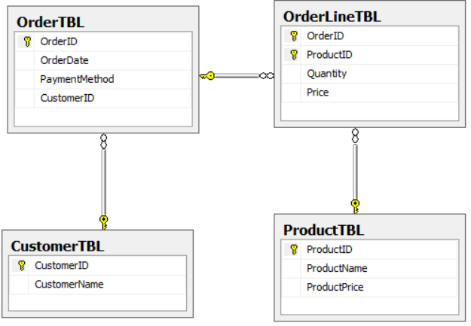 OrderTBL
OrderID
OrderDate
PaymentMethod
CustomerID
OrderLineTBL
OrderID
ProductID
Quantity
Price
CustomerTBL
CustomerID
CustomerName
ProductTBL
ProductID
ProductName
ProductPrice